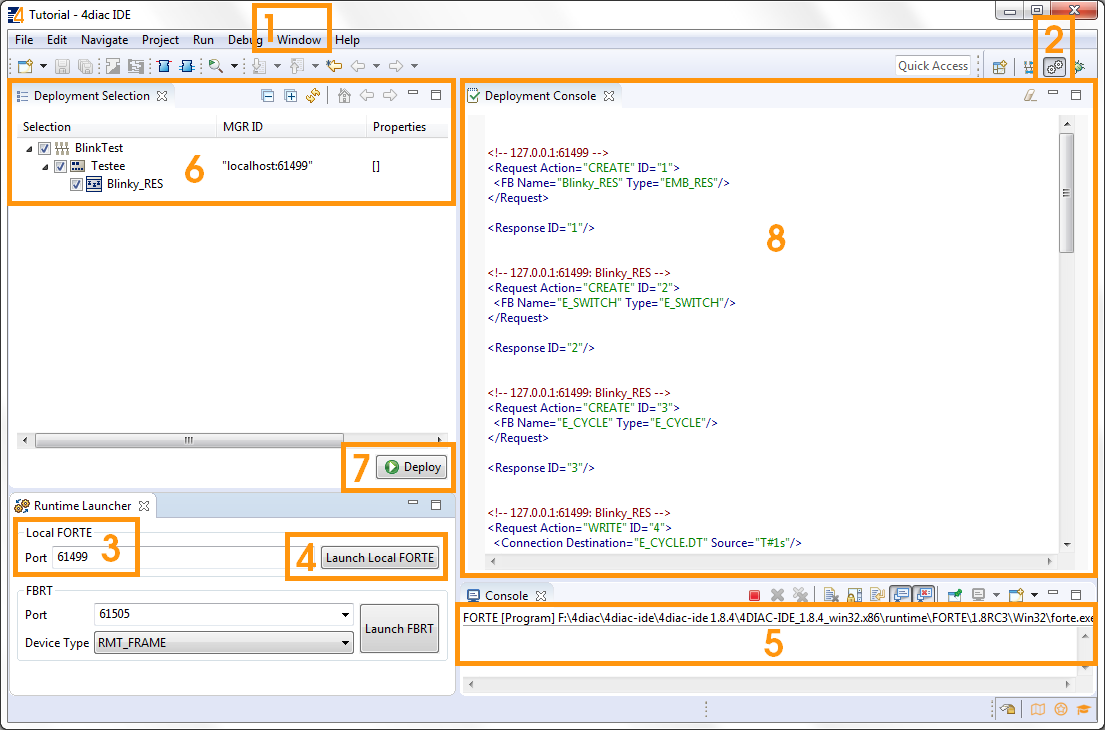 Tutorial - 4diac IDE
File Edit Navigate Project Run Debug Window Help
1
2
Quick Access
Deployment Selection
Selection MGR ID Properties
BlinkTest
Testee "localhost:61499" []
Blinky_RES
6
7
Deploy
Runtime Launcher
Local FORTE
Port 61499
3
4
Launch Local FORTE
FBRT
Port 61505
Launch FBRT
Device Type RMT_FRAME
Deployment Console
<!-- 127.0.0.1:61499 -->
<Request Action="CREATE" ID="1">
<FB Name="Blinky_RES" Type="EMB_RES"/>
</Request>
<Response ID="1"/>
8
<!-- 127.0.0.1:61499: Blinky_RES -->
<Request Action="CREATE" ID="2">
<FB Name="E_SWITCH" Type="E_SWITCH"/>
</Request>
<Response ID="2"/>
<!-- 127.0.0.1:61499: Blinky_RES -->
<Request Action="CREATE" ID="3">
<FB Name="E_CYCLE" Type="E_CYCLE"/>
</Request>
<Response ID="3"/>
<!-- 127.0.0.1:61499: Blinky_RES -->
<Request Action="WRITE" ID="4">
<Connection Destination="E_CYCLE.DT" Source="T#1s"/>
Console
FORTE [Program] F:\4diac\4diac-ide\4diac-ide 1.8.4\4DIAC-IDE_1.8.4_win32.x86\runtime\FORTE\1.8RC3\Win32\forte.exe
5